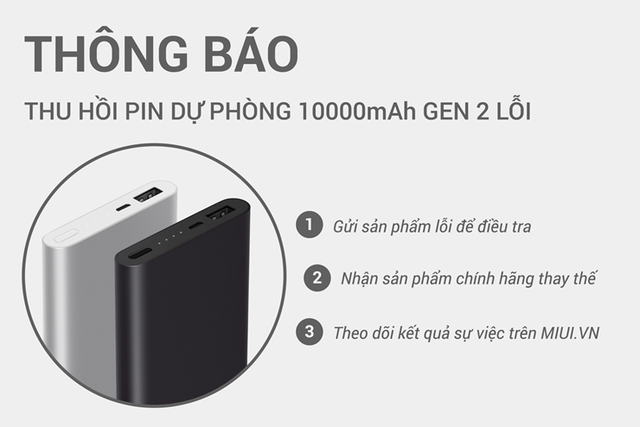 THÔNG BÁO
THU HỒI PIN DỰ PHÒNG 10000mAh GEN 2 LỖI
1 Gửi sản phẩm lỗi để điều tra
2 Nhận sản phẩm chính hãng thay thế
3 Theo dõi kết quả sự việc trên MIUI.VN